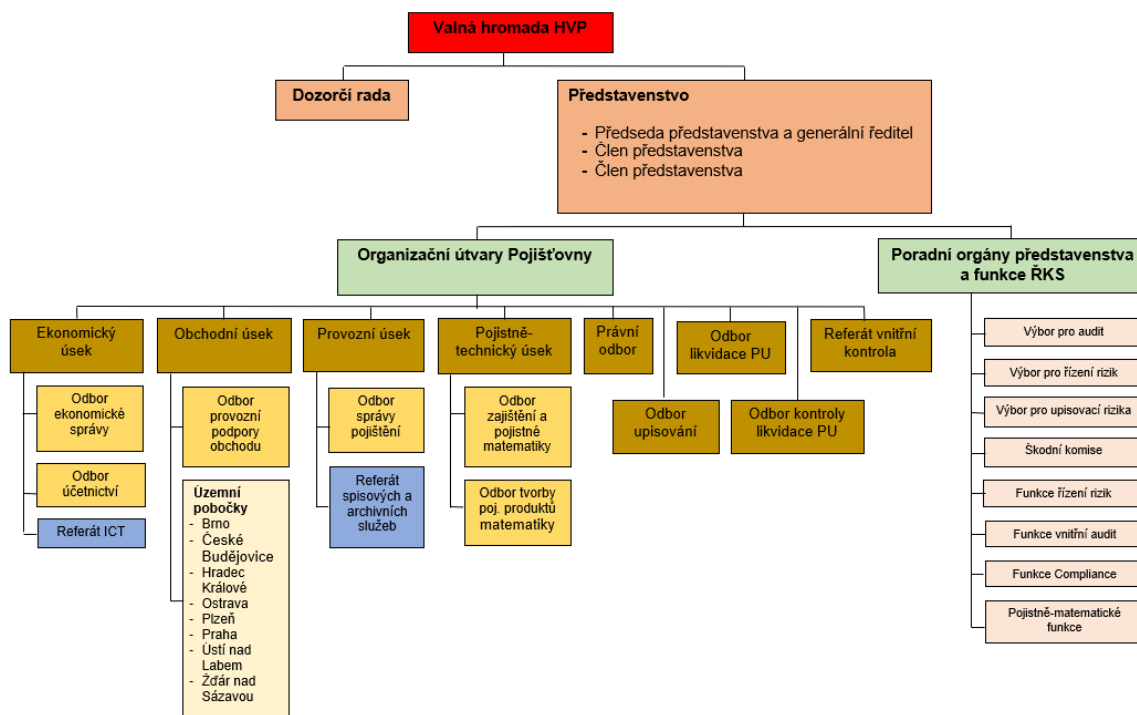 Valná hromada HVP
Dozorčí rada
Představenstvo
- Předseda představenstva a generální ředitel
- Člen představenstva
- Člen představenstva
Organizační útvary Pojišťovny
Poradní orgány představenstva
a funkce ŘKS
Ekonomický
úsek
Odbor
ekonomické
správy
Odbor
účetnictví
Referát ICT
Obchodní úsek
Odbor
provozní
podpory
obchodu
Územní
pobočky
- Brno
- České
Budějovice
- Hradec
Králové
- Ostrava
- Plzeň
- Praha
- Ústí nad
Labem
- Žďár nad
Sázavou
Provozní úsek
Odbor
správy
pojištění
Referát
spisových a
archivních
služeb
Pojistně-
technický úsek
Odbor
zajištění a
pojistné
matematiky
Odbor tvorby
poj. produktů
matematiky
Právní
odbor
Odbor
upisování
Odbor
likvidace PU
Odbor kontroly
likvidace PU
Referát vnitřní
kontrola
Výbor pro audit
Výbor pro řízení rizik
Výbor pro upisovací rizika
Škodní komise
Funkce řízení rizik
Funkce vnitřní audit
Funkce Compliance
Pojistně-matematické
funkce